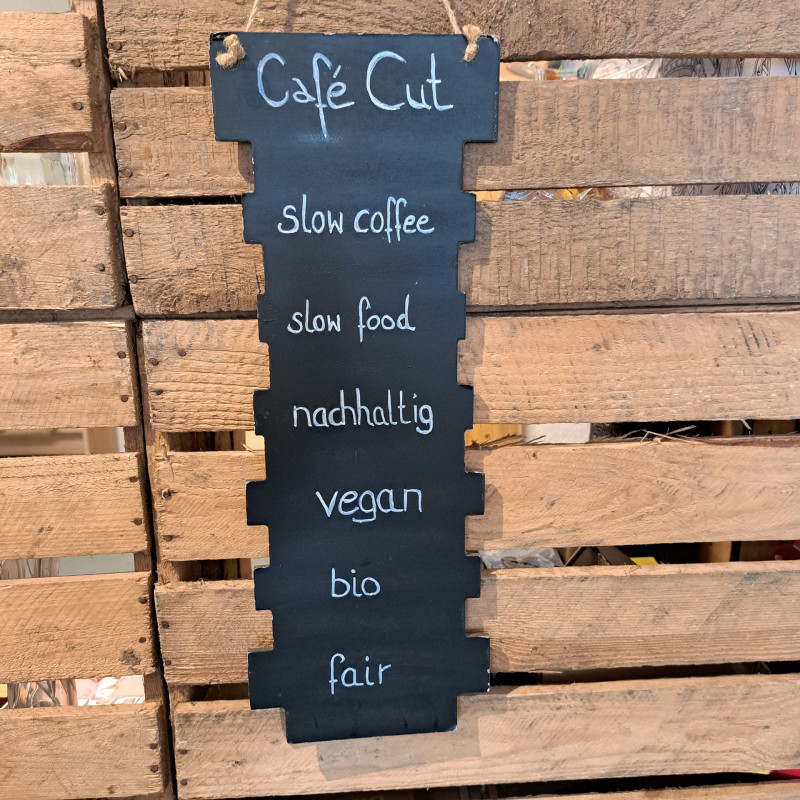 Café Cut
slow coffee
slow food
nachhaltig
vegan
bio
fair